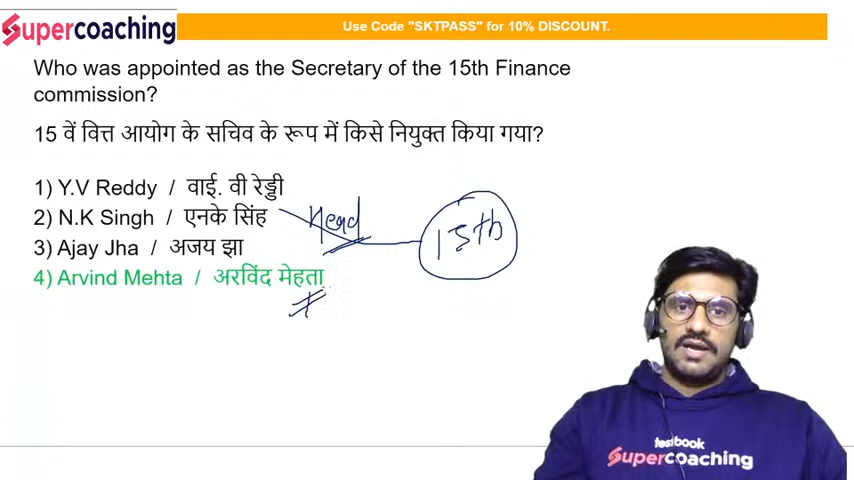 Supercoaching
Use Code "SKTPASS" for 10% DISCOUNT.
Who was appointed as the Secretary of the 15th Finance
commission?
15 वें वित्त आयोग के सचिव के रूप में किसे नियुक्त किया गया?
1) Y.V Reddy / वाई. वी रेड्डी
2) N.K Singh / एनके सिंह
Head
15th
3) Ajay Jha / अजय झा
4) Arvind Mehta / अरविंद मेहता
testbook
Supercoaching